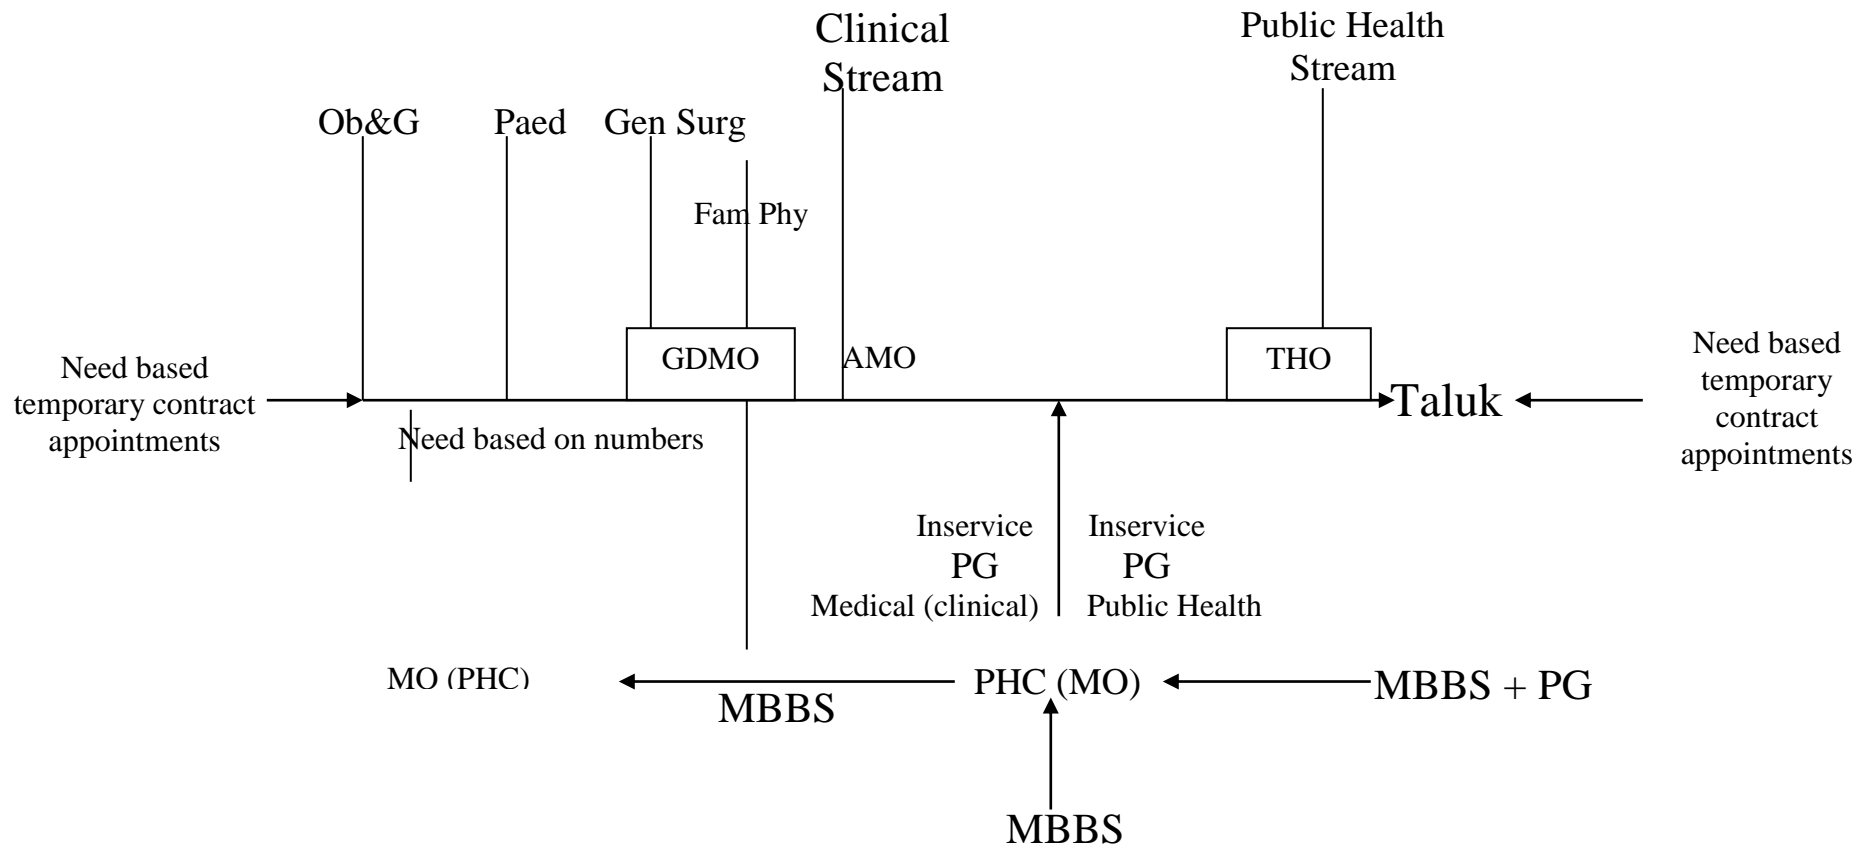 Clinical
Stream
Public Health
Stream
Ob&G
Paed
Gen Surg
Fam Phy
GDMO
AMO
THO
Need based
temporary contract
appointments
Taluk
Need based
temporary
contract
appointments
Need based on numbers
Inservice
PG
Medical (clinical)
Inservice
PG
Public Health
MO (PHC)
MBBS
PHC (MO)
MBBS + PG
MBBS